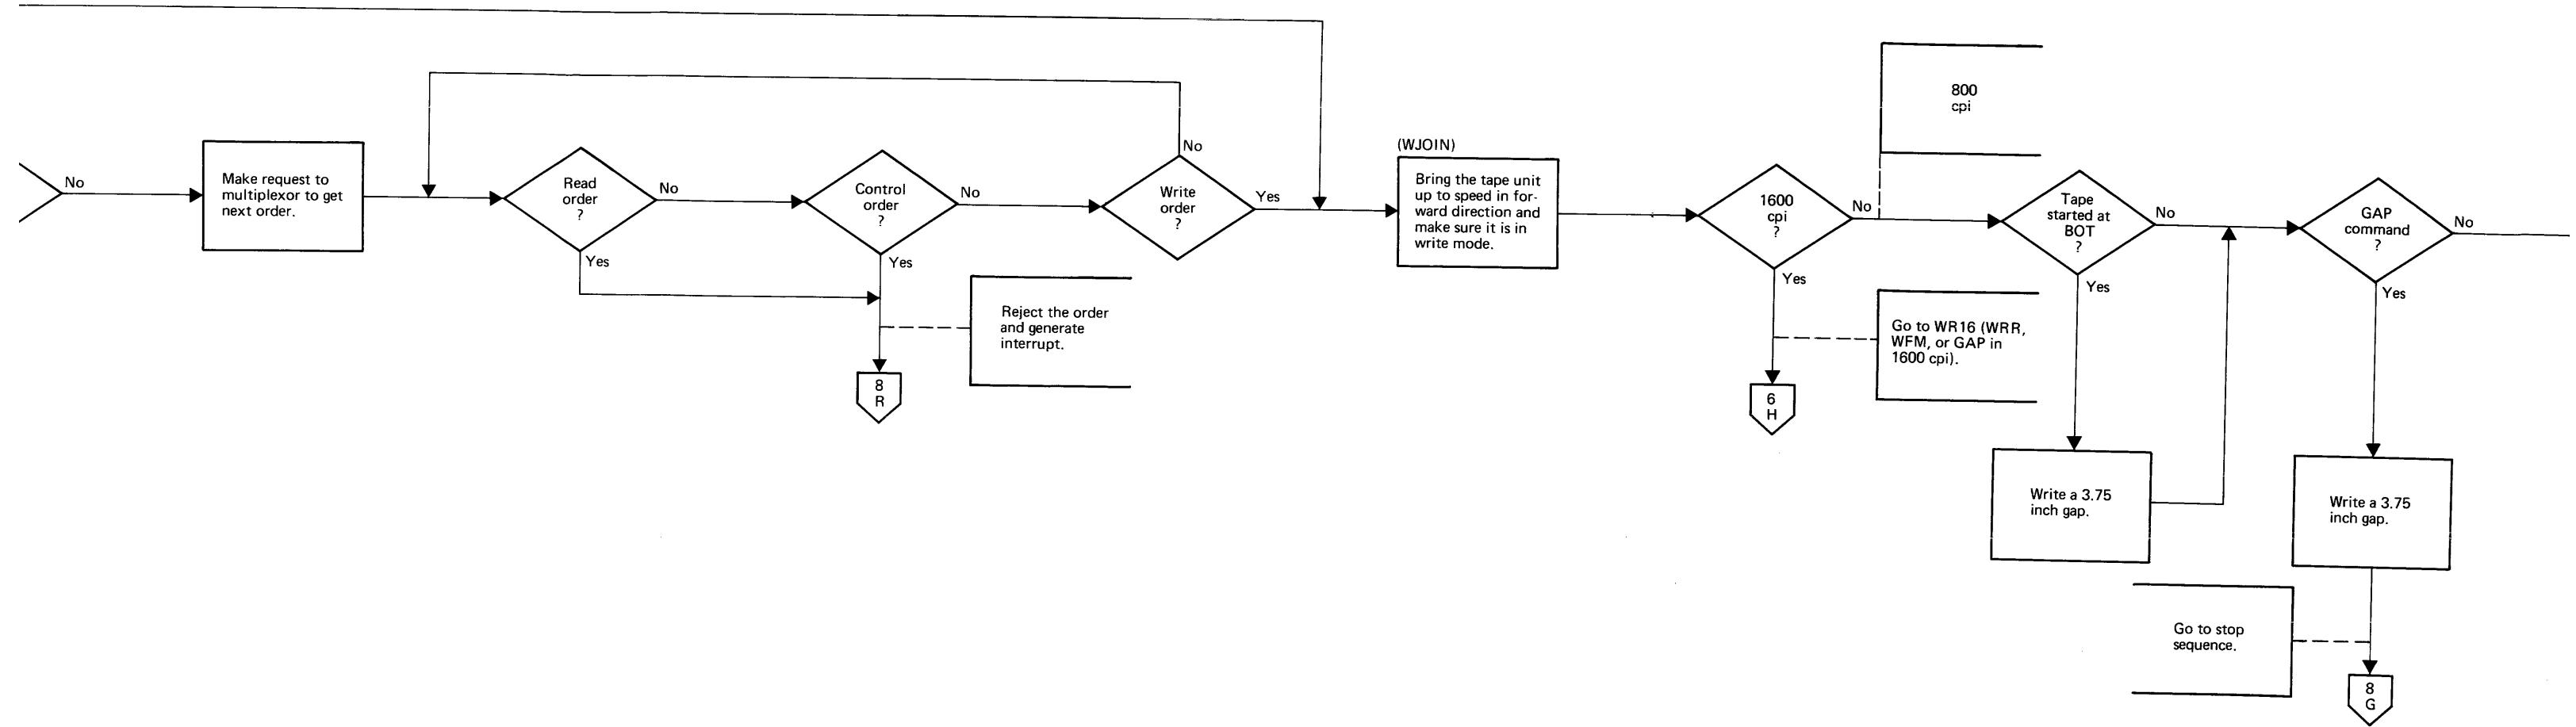 No
Make request to
multiplexor to get
next order.
Read
order
?
No
Yes
Control
order
?
No
Yes
Reject the order
and generate
interrupt.
8
R
Write
order
?
No
Yes
(WJOIN)
Bring the tape unit
up to speed in for-
ward direction and
make sure it is in
write mode.
1600
cpi
?
No
Yes
800
cpi
Go to WR16 (WRR,
WFM, or GAP in
1600 cpi).
6
H
Tape
started at
BOT
?
No
Yes
Write a 3.75
inch gap.
GAP
command
?
No
Yes
Write a 3.75
inch gap.
Go to stop
sequence.
8
G